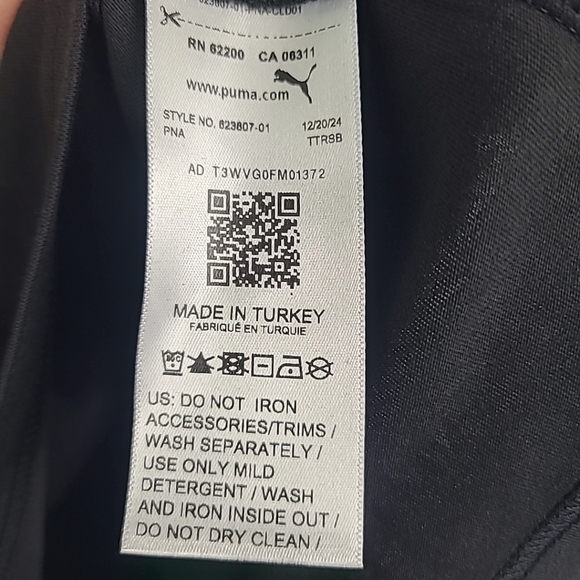 RN 62200 CA 06311
www.puma.com
STYLE NO. 623607-01 12/20/24
PNA TTRSB
AD T3WVG0FM01372
MADE IN TURKEY
FABRIQUÉ EN TURQUIE
US: DO NOT IRON
ACCESSORIES/TRIMS /
WASH SEPARATELY /
USE ONLY MILD
DETERGENT / WASH
AND IRON INSIDE OUT /
DO NOT DRY CLEAN /